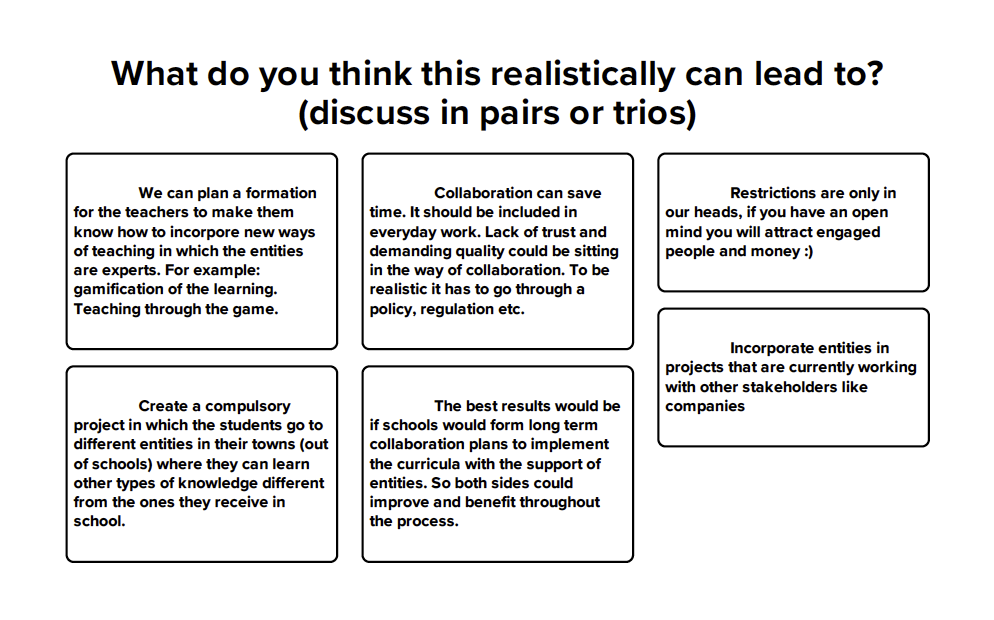 What do you think this realistically can lead to?
(discuss in pairs or trios)
We can plan a formation
for the teachers to make them
know how to incorpore new ways
of teaching in which the entities
are experts. For example:
gamification of the learning.
Teaching through the game.
Collaboration can save
time. It should be included in
everyday work. Lack of trust and
demanding quality could be sitting
in the way of collaboration. To be
realistic it has to go through a
policy, regulation etc.
Restrictions are only in
our heads, if you have an open
mind you will attract engaged
people and money :)
Incorporate entities in
projects that are currently working
with other stakeholders like
companies
Create a compulsory
project in which the students go to
different entities in their towns (out
of schools) where they can learn
other types of knowledge different
from the ones they receive in
school.
The best results would be
if schools would form long term
collaboration plans to implement
the curricula with the support of
entities. So both sides could
improve and benefit throughout
the process.